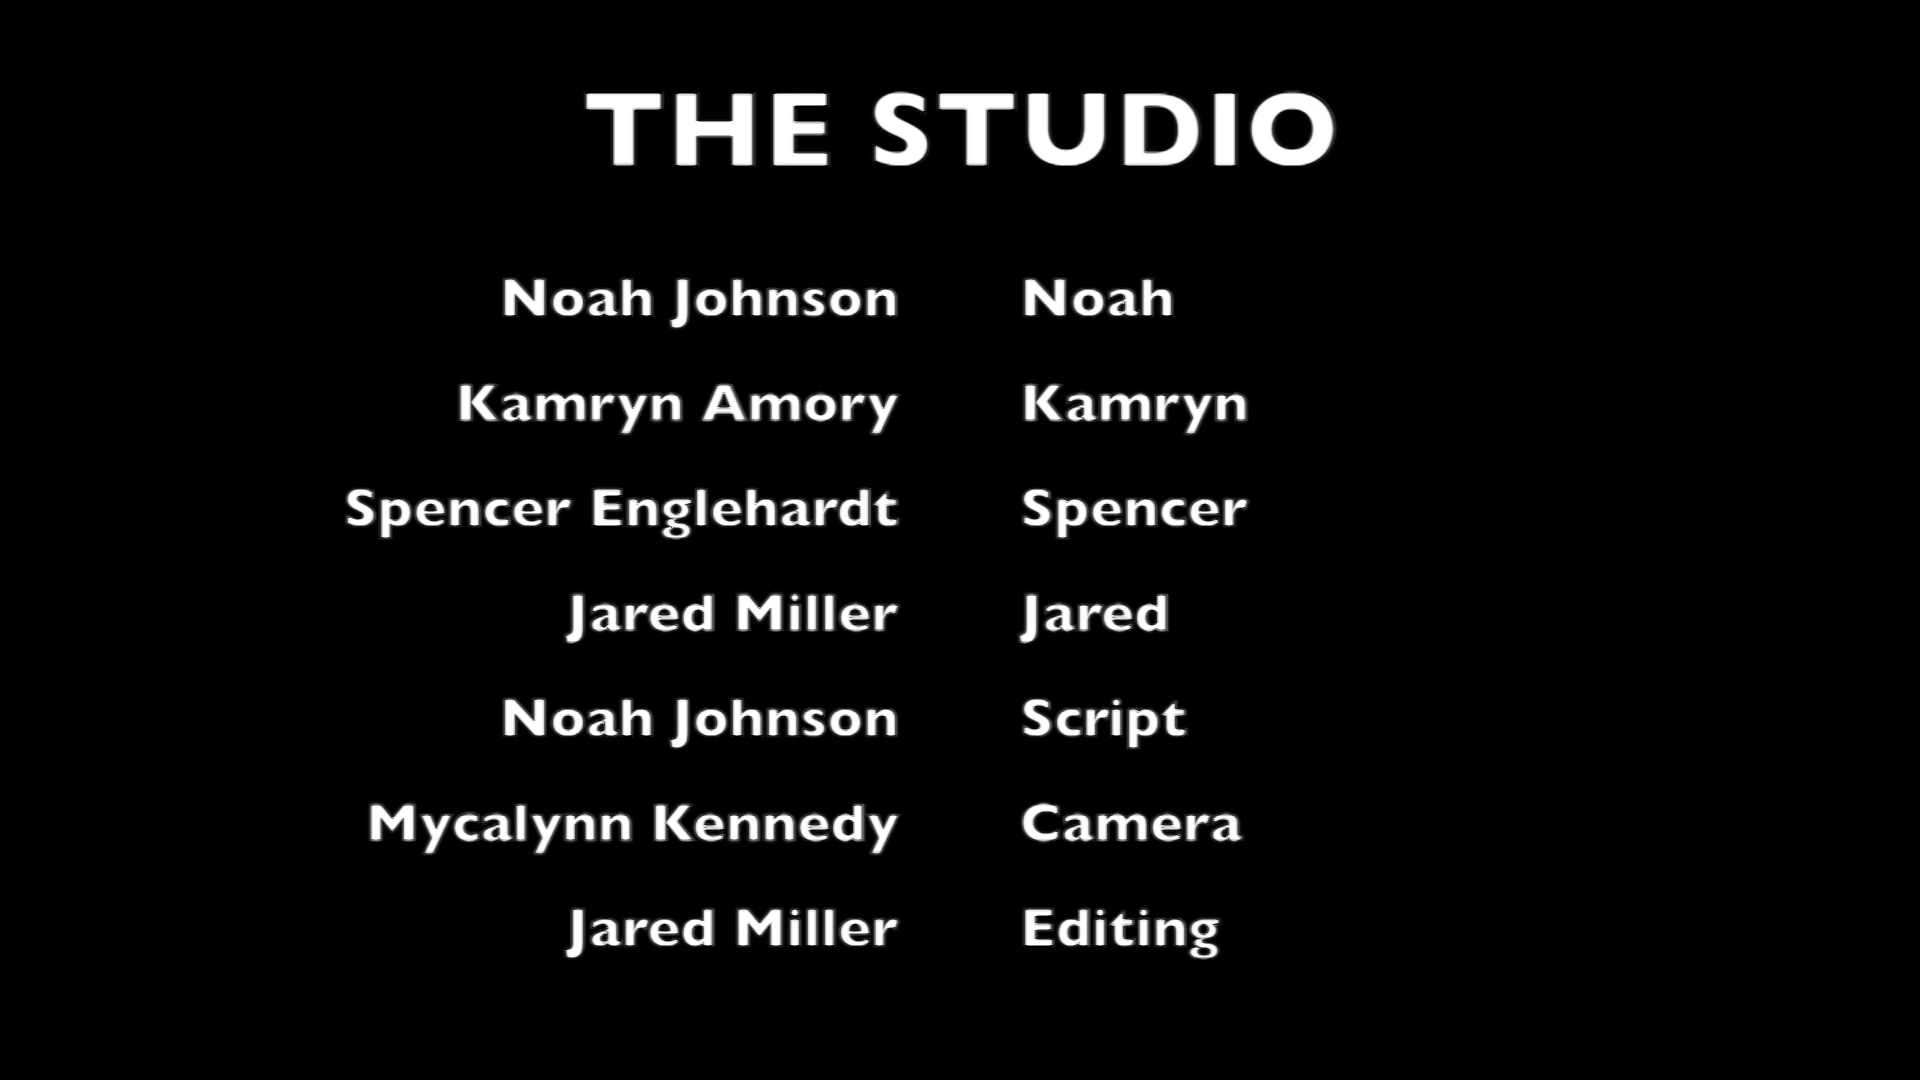 THE STUDIO
Noah Johnson Noah
Kamryn Amory Kamryn
Spencer Englehardt Spencer
Jared Miller Jared
Noah Johnson Script
Mycalynn Kennedy Camera
Jared Miller Editing